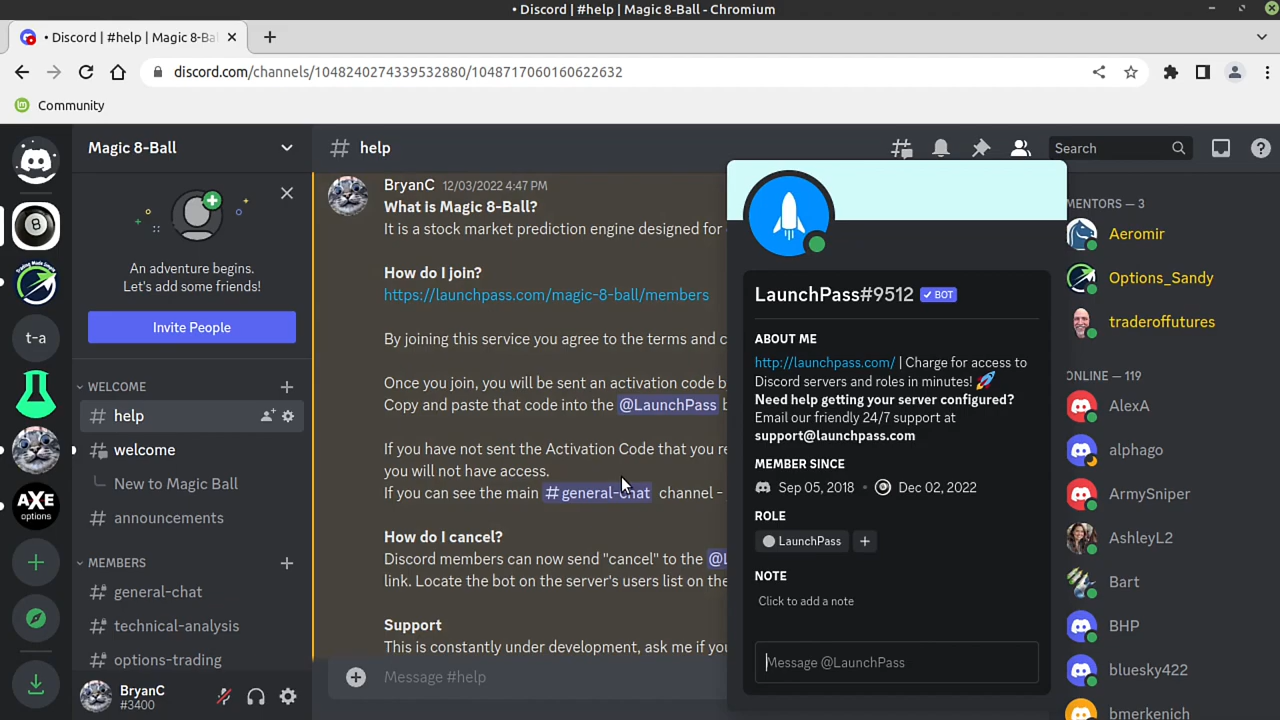 • Discord | #help | Magic 8-Ball - Chromium
• Discord | #help | Magic 8-Ba
discord.com/channels/1048240274339532880/1048717060160622632
Community
Magic 8-Ball
An adventure begins.
Let's add some friends!
Invite People
WELCOME
help
welcome
New to Magic Ball
announcements
MEMBERS
general-chat
technical-analysis
options-trading
BryanC
#3400
t-a
AXE
options
# help
Search
BryanC 12/03/2022 4:47 PM
What is Magic 8-Ball?
It is a stock market prediction engine designed for
How do I join?
https://launchpass.com/magic-8-ball/members
By joining this service you agree to the terms and c
Once you join, you will be sent an activation code b
Copy and paste that code into the @LaunchPass b
If you have not sent the Activation Code that you re
you will not have access.
If you can see the main # general-chat channel -
How do I cancel?
Discord members can now send "cancel" to the @L
link. Locate the bot on the server's users list on the
Support
This is constantly under development, ask me if you
Message #help
LaunchPass#9512 BOT
ABOUT ME
http://launchpass.com/ | Charge for access to
Discord servers and roles in minutes! 🚀
Need help getting your server configured?
Email our friendly 24/7 support at
support@launchpass.com
MEMBER SINCE
Sep 05, 2018 • Dec 02, 2022
ROLE
LaunchPass
NOTE
Click to add a note
Message @LaunchPass
MENTORS — 3
Aeromir
Options_Sandy
traderoffutures
ONLINE — 119
AlexA
alphago
ArmySniper
AshleyL2
Bart
BHP
bluesky422
bmerkenich